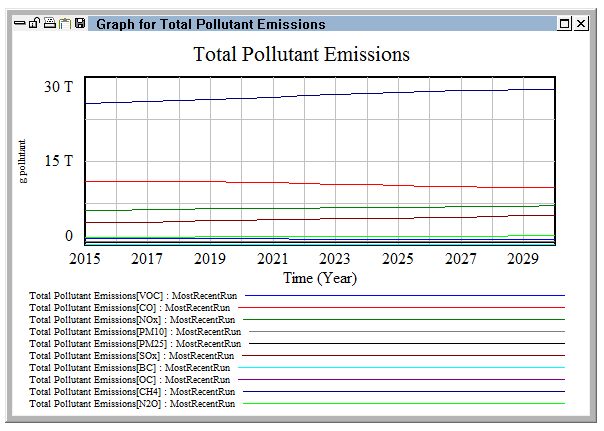 Graph for Total Pollutant Emissions
Total Pollutant Emissions
30 T
15 T
0
g pollutant
2015 2017 2019 2021 2023 2025 2027 2029
Time (Year)
Total Pollutant Emissions[VOC] : MostRecentRun
Total Pollutant Emissions[CO] : MostRecentRun
Total Pollutant Emissions[NOx] : MostRecentRun
Total Pollutant Emissions[PM10] : MostRecentRun
Total Pollutant Emissions[PM25] : MostRecentRun
Total Pollutant Emissions[SOx] : MostRecentRun
Total Pollutant Emissions[BC] : MostRecentRun
Total Pollutant Emissions[OC] : MostRecentRun
Total Pollutant Emissions[CH4] : MostRecentRun
Total Pollutant Emissions[N2O] : MostRecentRun